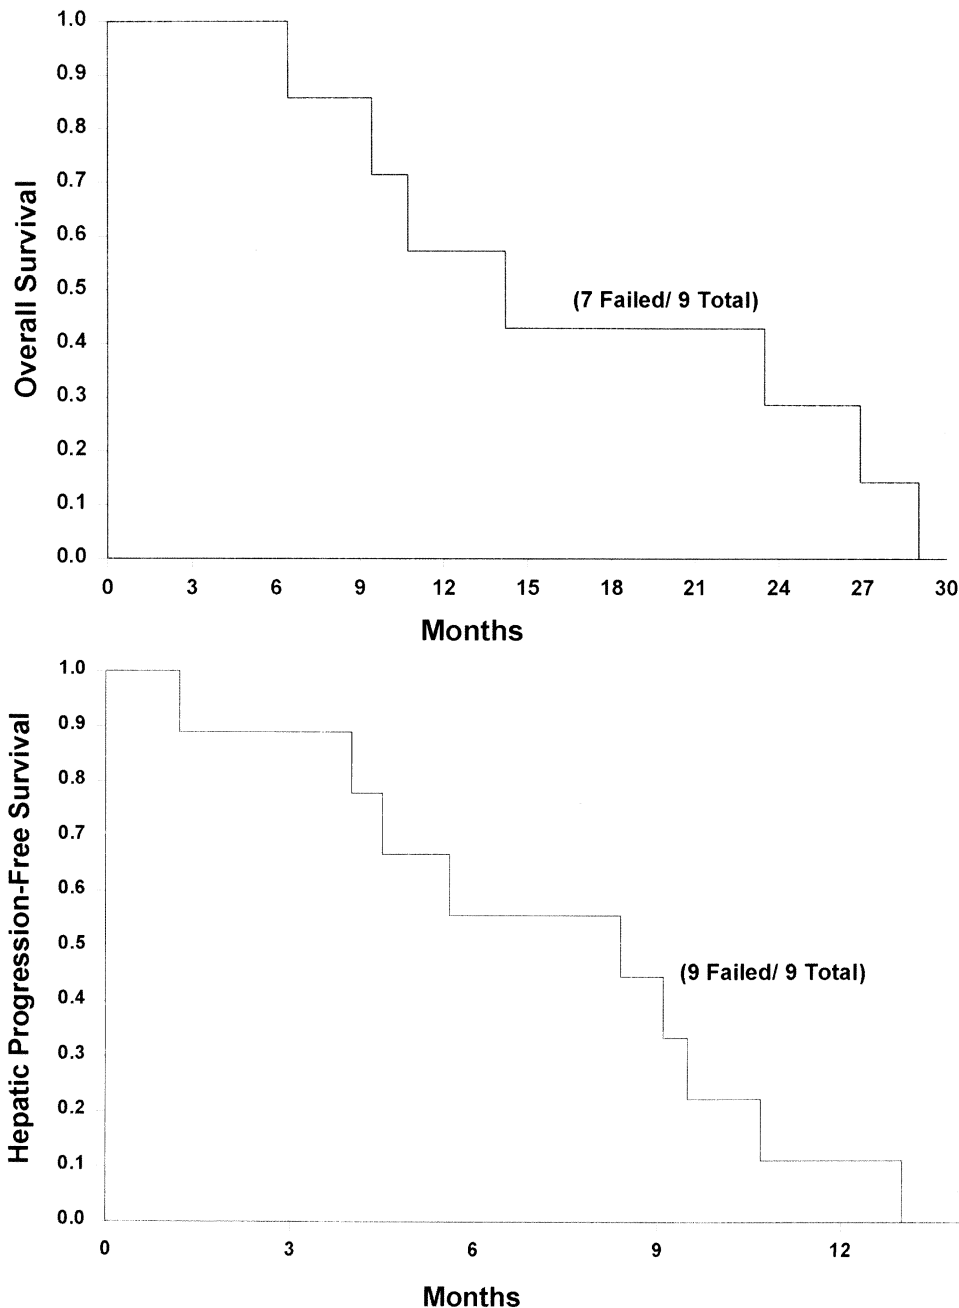 Overall Survival
1.0
0.9
0.8
0.7
0.6
0.5
0.4
0.3
0.2
0.1
0.0
(7 Failed/ 9 Total)
0 3 6 9 12 15 18 21 24 27 30
Months
Hepatic Progression-Free Survival
1.0
0.9
0.8
0.7
0.6
0.5
0.4
0.3
0.2
0.1
0.0
(9 Failed/ 9 Total)
0 3 6 9 12
Months